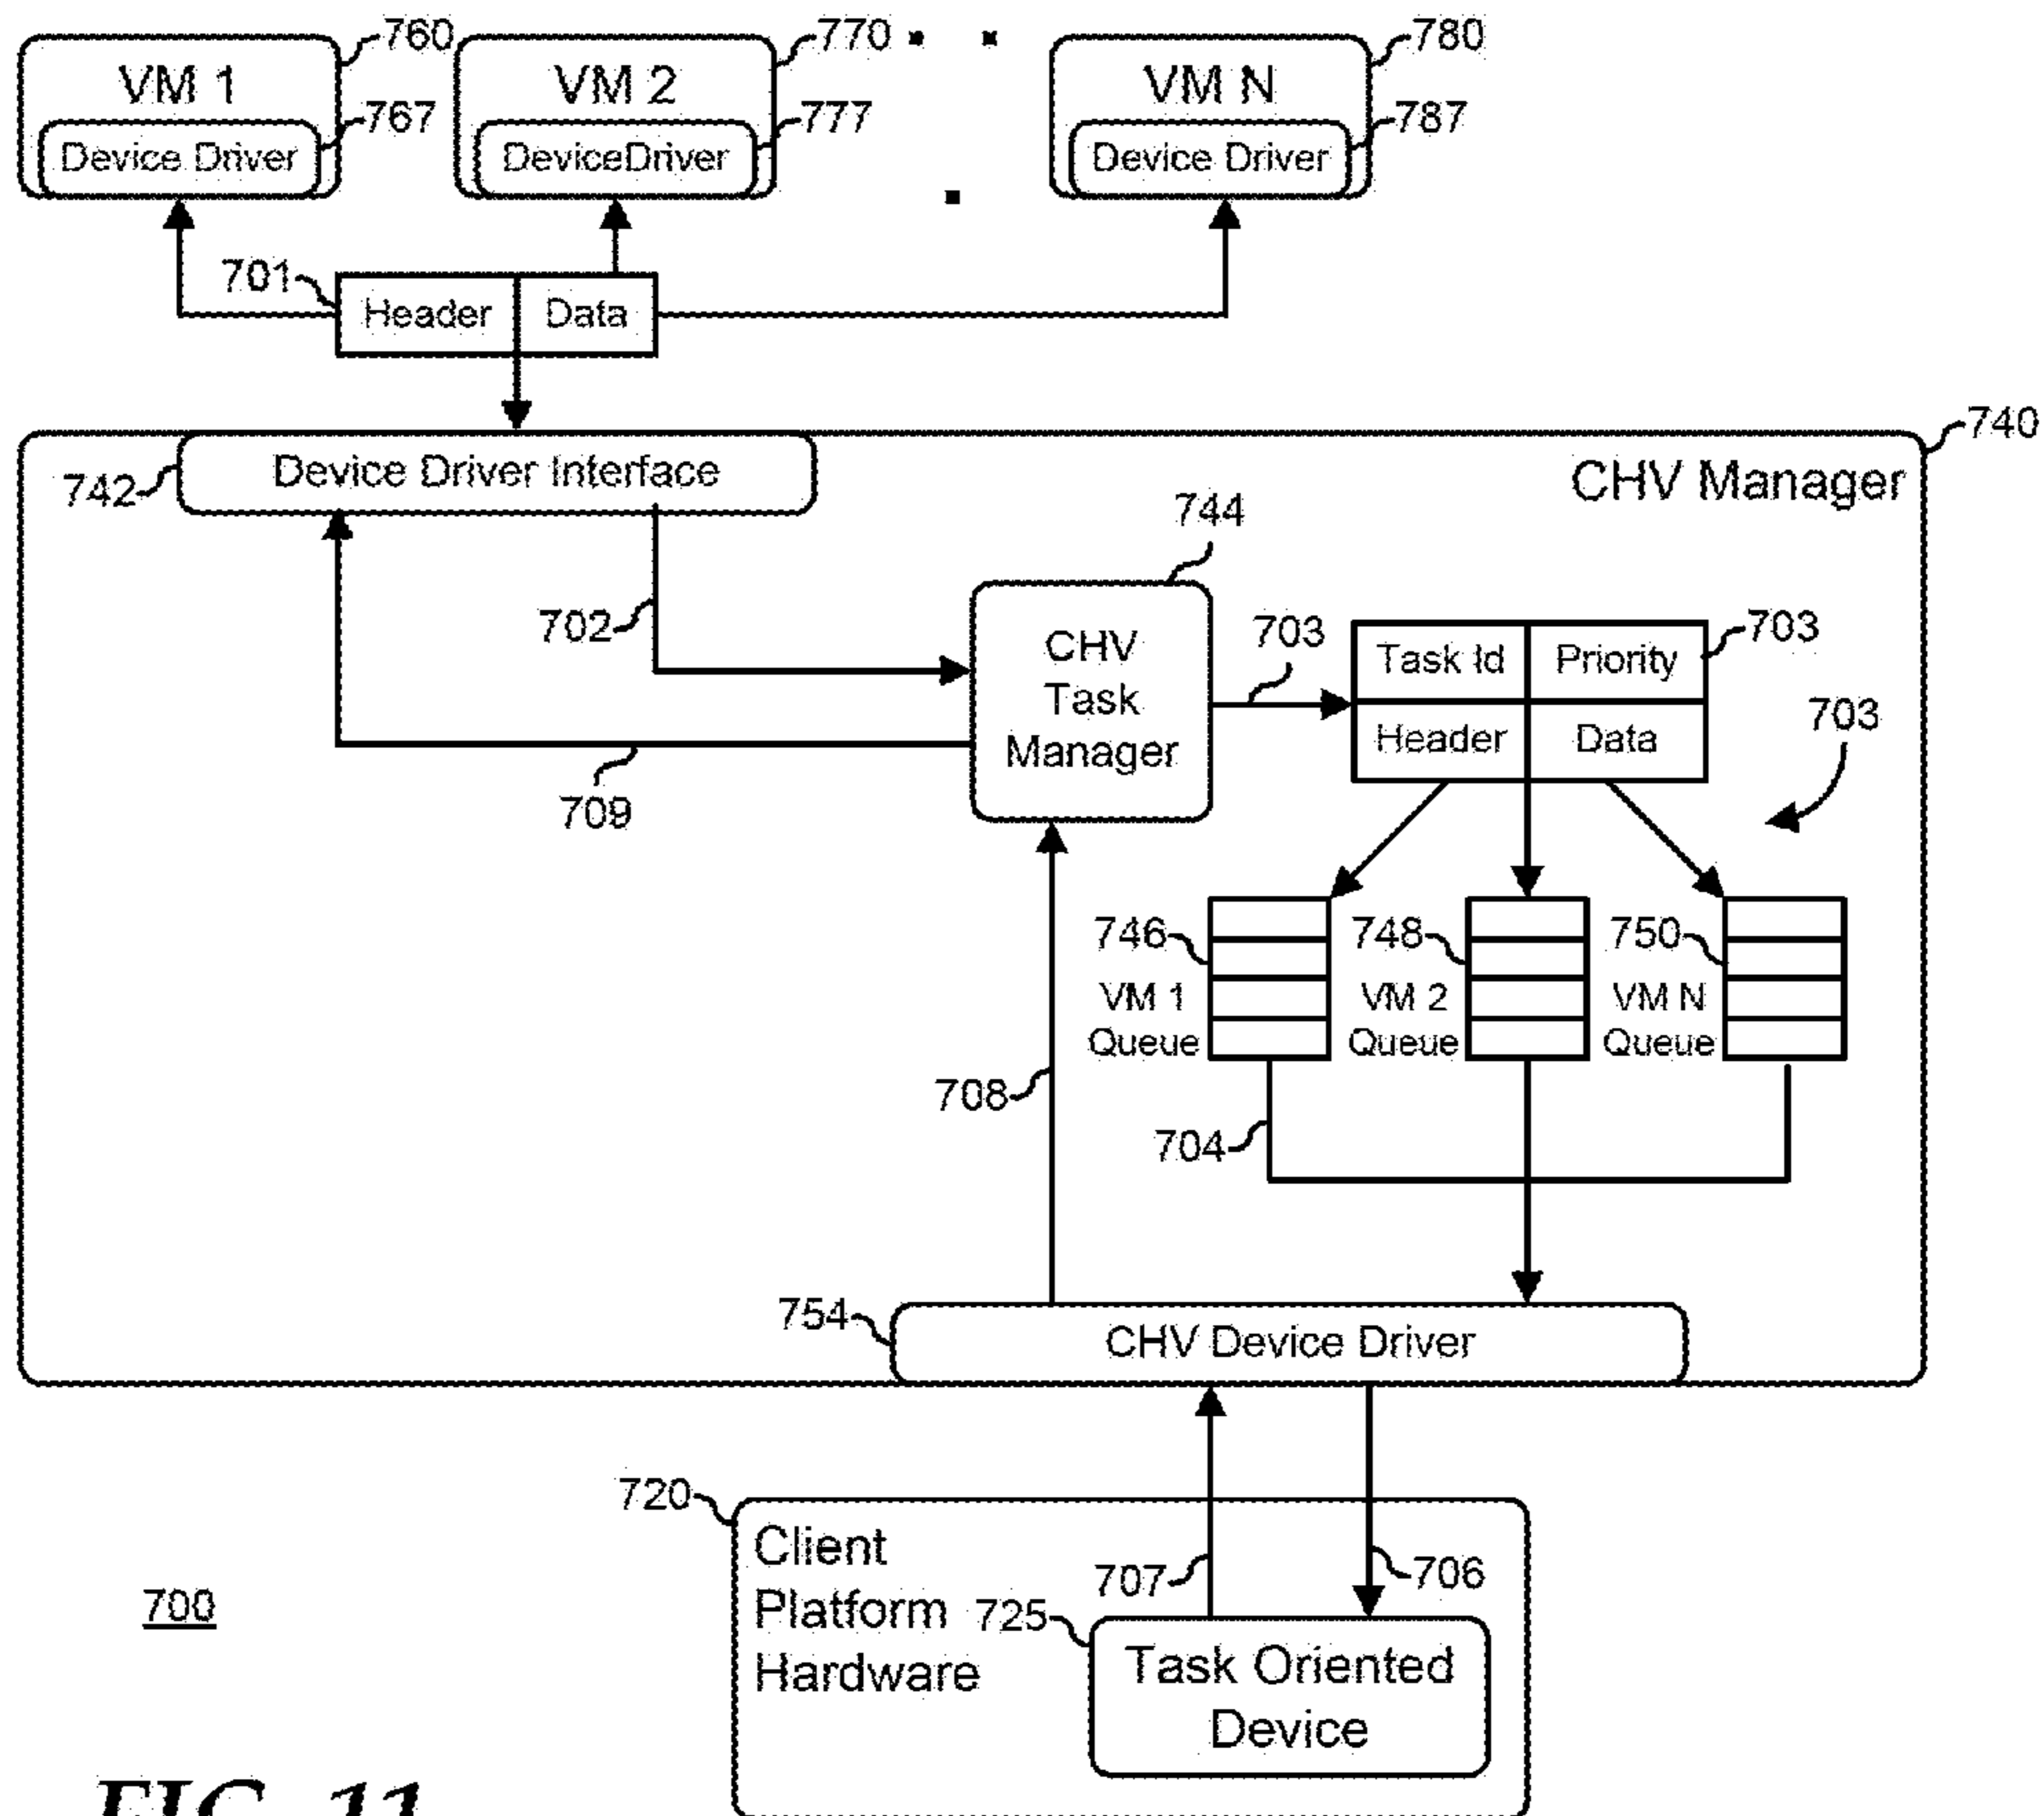 760
770
780
VM 1
VM 2
VM N
767
777
787
Device Driver
DeviceDriver
Device Driver
701
Header
Data
740
742
Device Driver Interface
CHV Manager
744
702
703
703
CHV
Task
Manager
Task Id
Priority
Header
Data
703
709
746
748
750
VM 1
Queue
VM 2
Queue
VM N
Queue
708
704
754
CHV Device Driver
720
Client
Platform
Hardware
707
706
725
Task Oriented
Device
700
FIG. 11